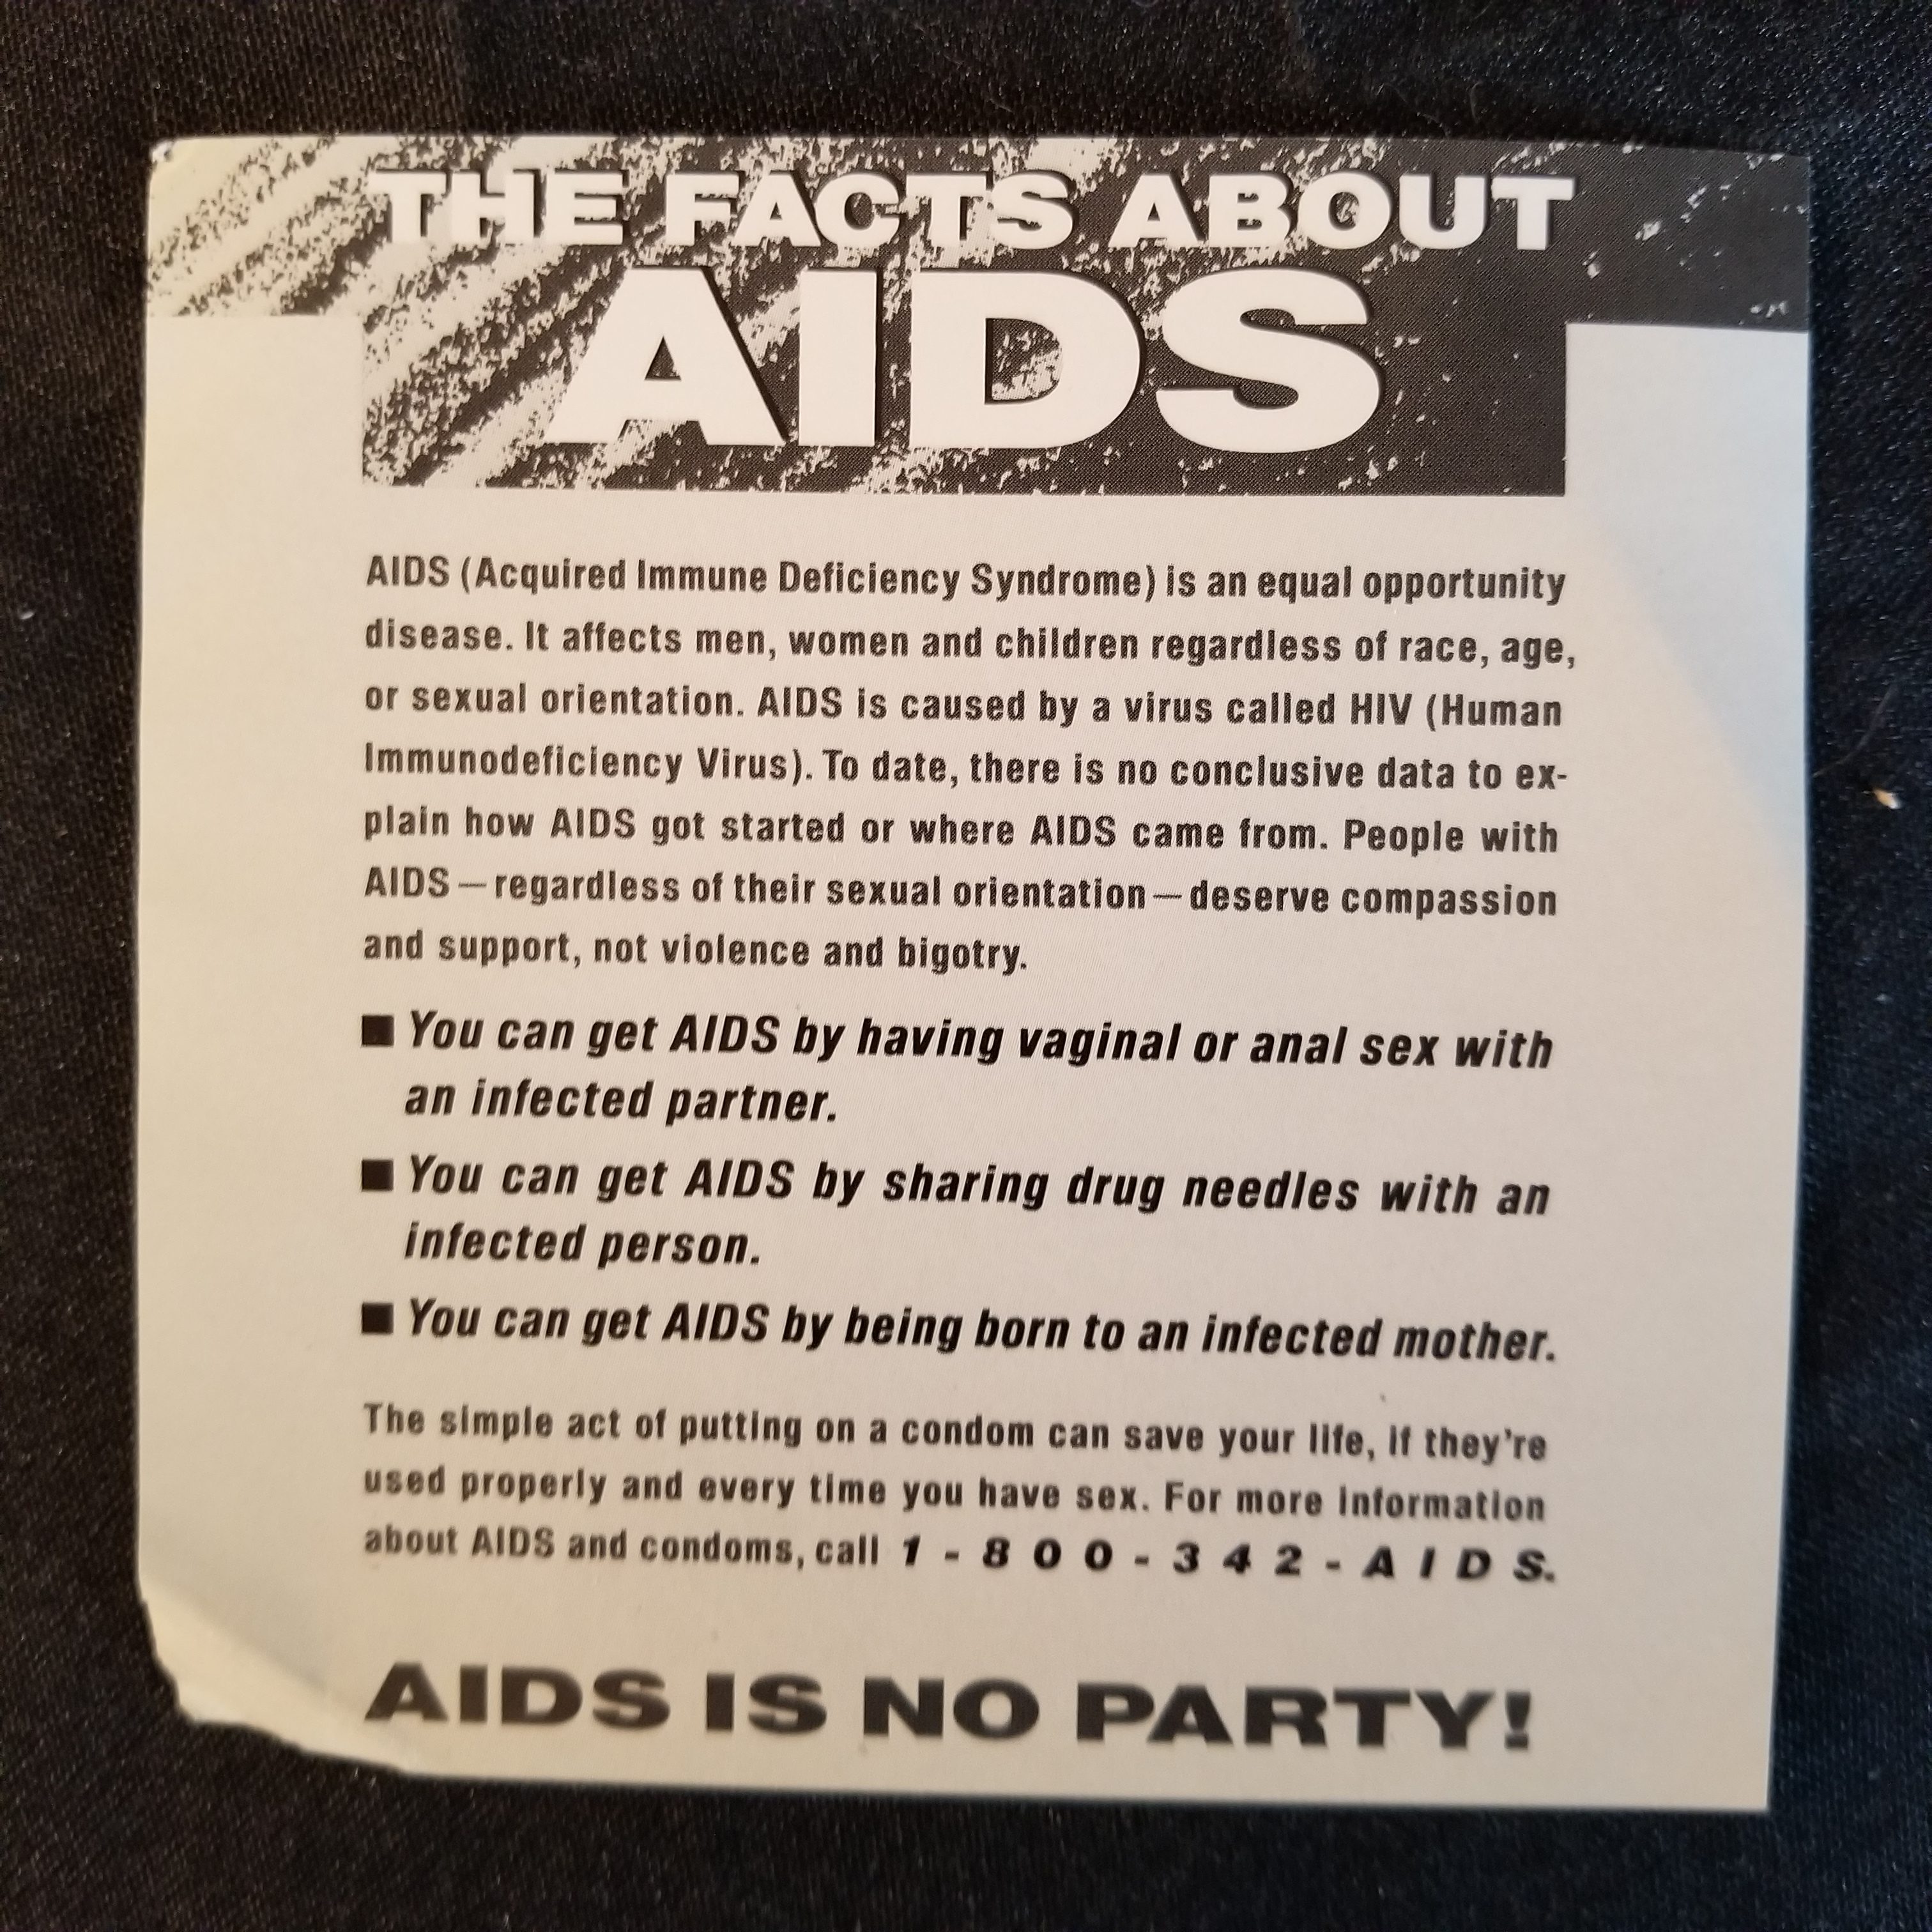 THE FACTS ABOUT
AIDS
AIDS (Acquired Immune Deficiency Syndrome) is an equal opportunity
disease. It affects men, women and children regardless of race, age,
or sexual orientation. AIDS is caused by a virus called HIV (Human
Immunodeficiency Virus). To date, there is no conclusive data to ex-
plain how AIDS got started or where AIDS came from. People with
AIDS — regardless of their sexual orientation — deserve compassion
and support, not violence and bigotry.
■ You can get AIDS by having vaginal or anal sex with
an infected partner.
■ You can get AIDS by sharing drug needles with an
infected person.
■ You can get AIDS by being born to an infected mother.
The simple act of putting on a condom can save your life, if they're
used properly and every time you have sex. For more information
about AIDS and condoms, call 1-800-342-AIDS.
AIDS IS NO PARTY!